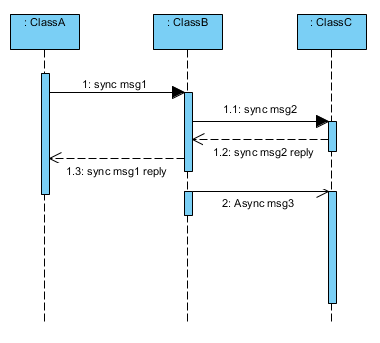 : ClassA
: ClassB
: ClassC
1: sync msg1
1.1: sync msg2
1.2: sync msg2 reply
1.3: sync msg1 reply
2: Async msg3